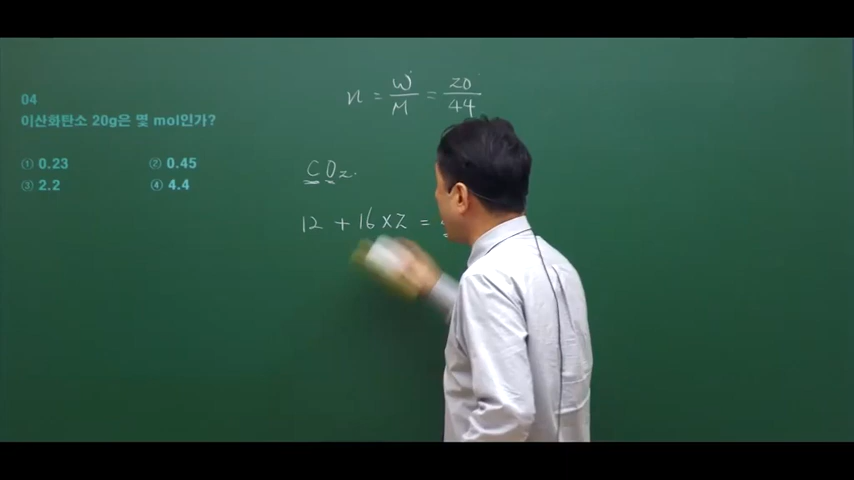 04
이산화탄소 20g은 몇 mol인가?
① 0.23 ② 0.45
③ 2.2 ④ 4.4
n = W/M = 20/44
CO₂.
12 + 16 × 2 =